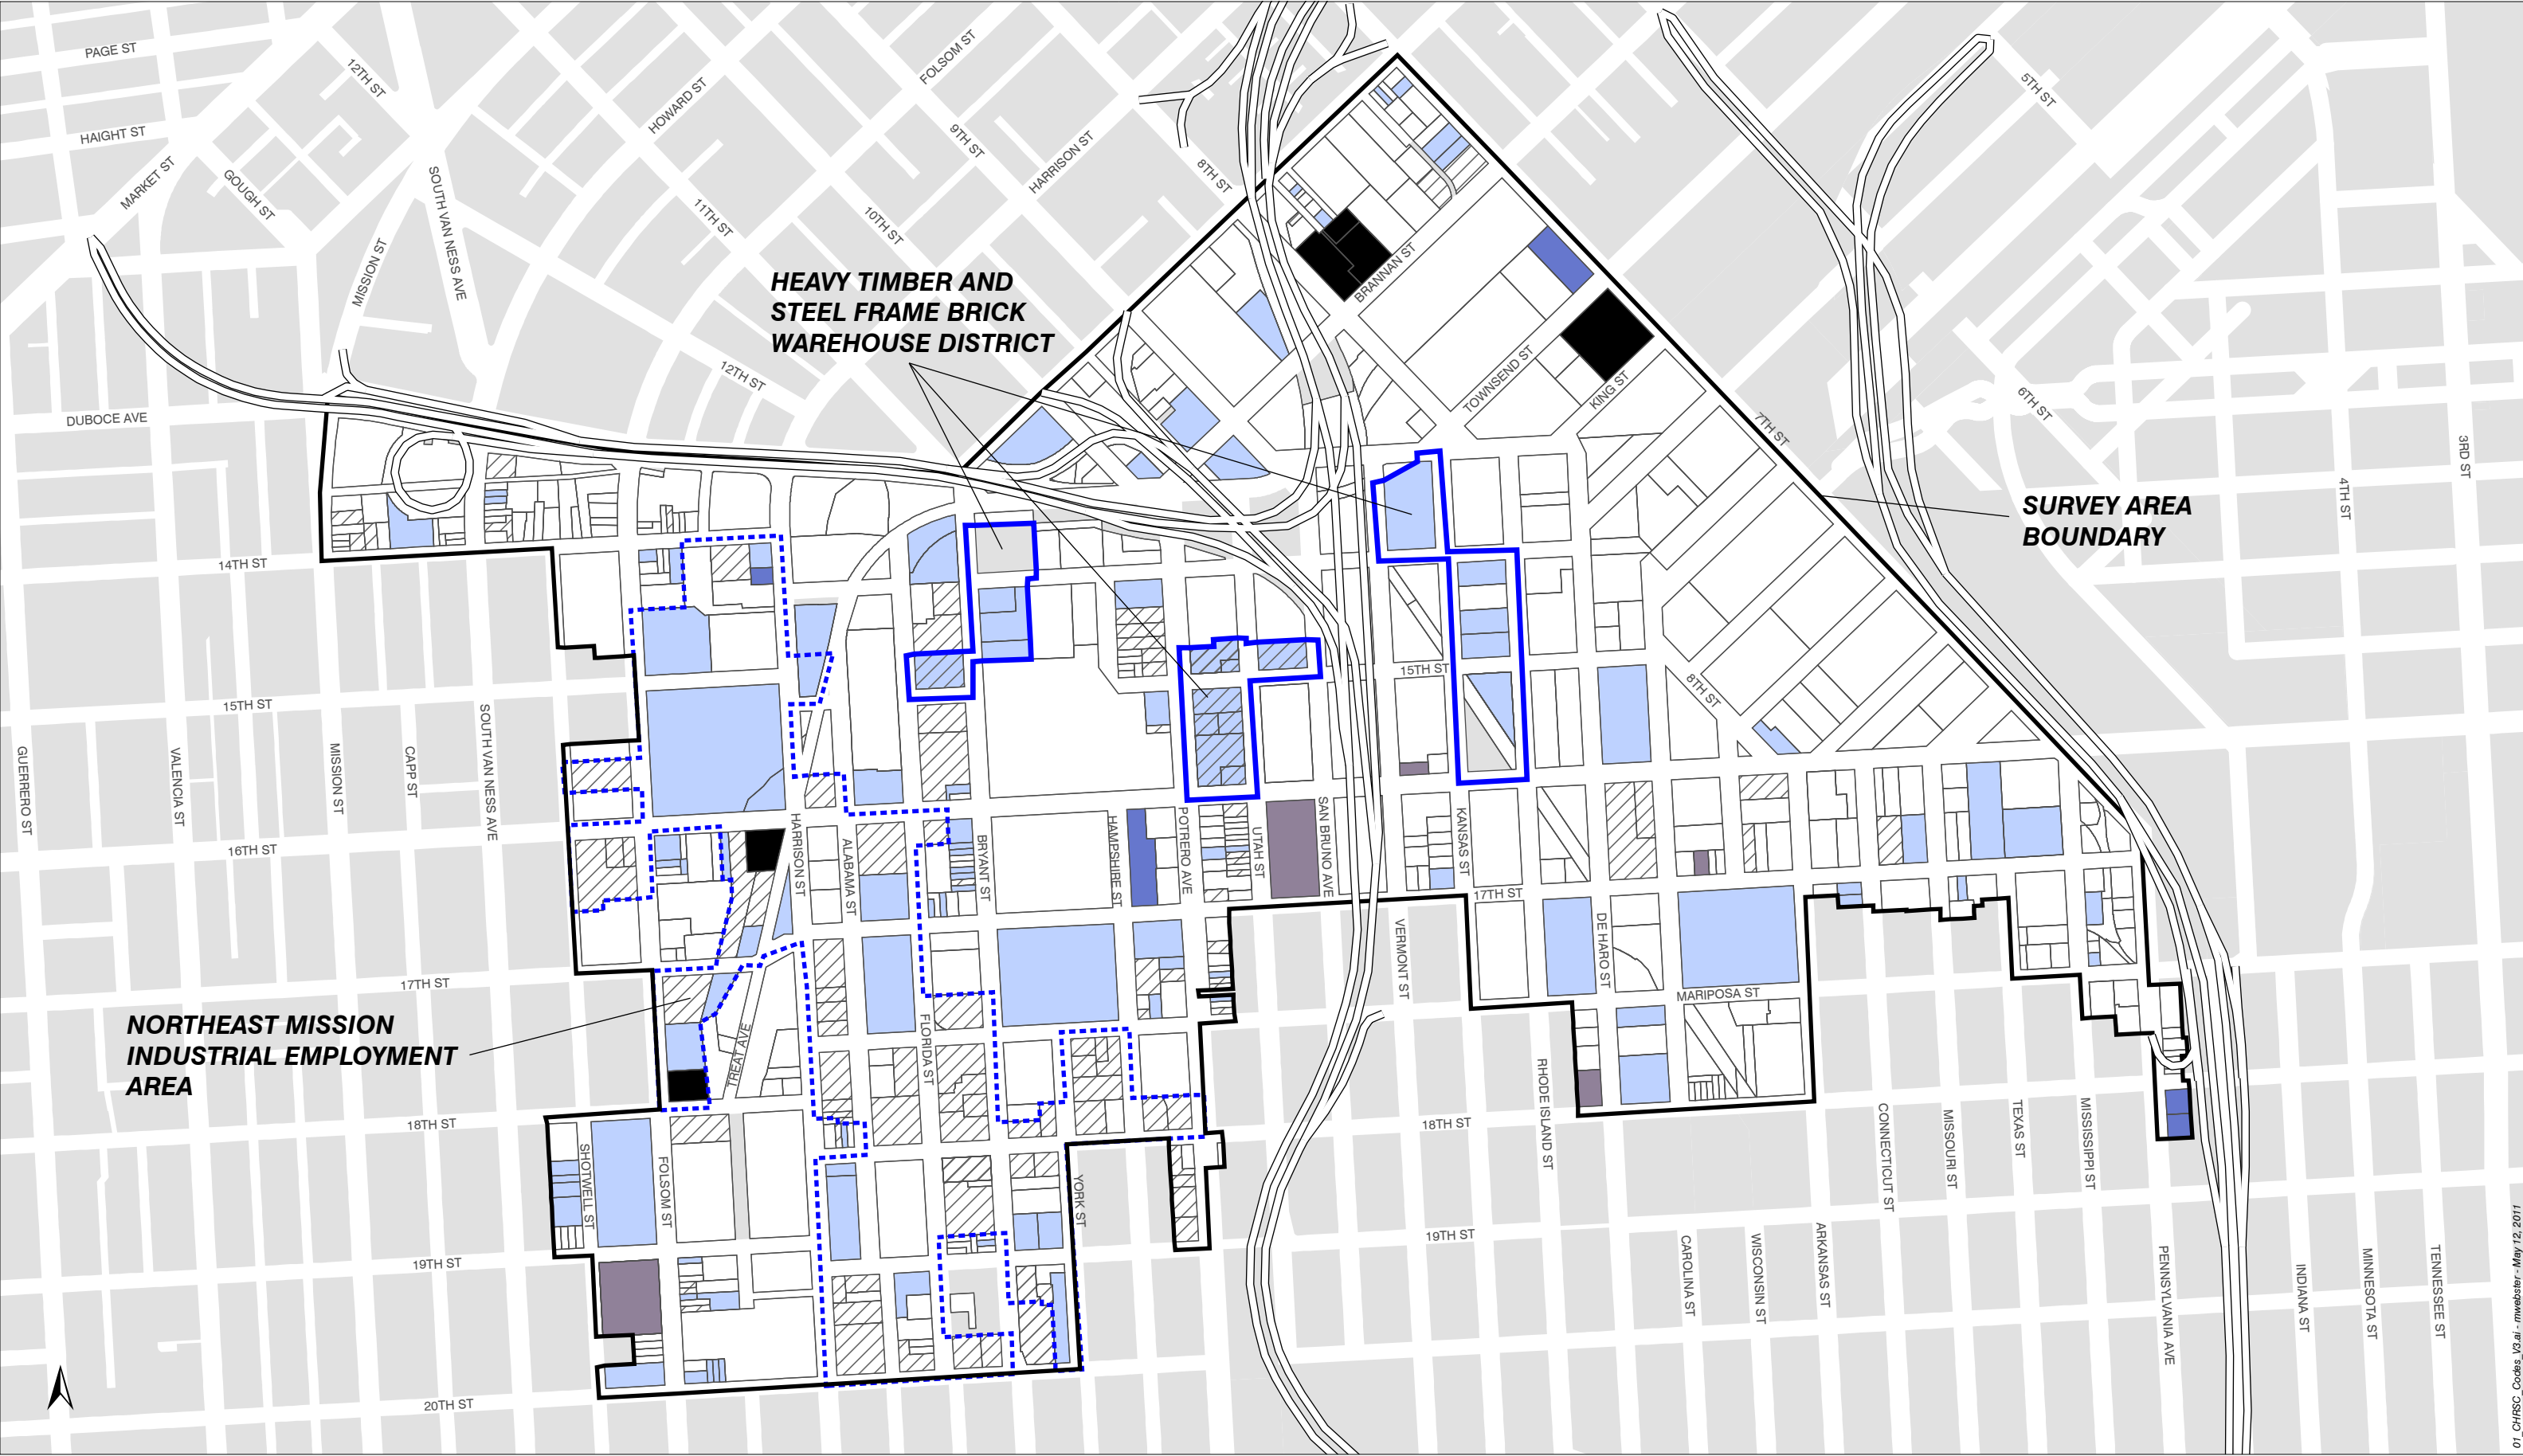 PAGE ST
HAIGHT ST
MARKET ST
GOUGH ST
12TH ST
MISSION ST
SOUTH VAN NESS AVE
HOWARD ST
FOLSOM ST
11TH ST
10TH ST
9TH ST
HARRISON ST
8TH ST
12TH ST
5TH ST
6TH ST
7TH ST
3RD ST
4TH ST
BRANNAN ST
TOWNSEND ST
KING ST
HEAVY TIMBER AND
STEEL FRAME BRICK
WAREHOUSE DISTRICT
SURVEY AREA
BOUNDARY
DUBOCE AVE
14TH ST
15TH ST
15TH ST
8TH ST
GUERRERO ST
VALENCIA ST
MISSION ST
CAPP ST
SOUTH VAN NESS AVE
16TH ST
HARRISON ST
ALABAMA ST
BRYANT ST
HAMPSHIRE ST
POTRERO AVE
UTAH ST
SAN BRUNO AVE
KANSAS ST
17TH ST
17TH ST
VERMONT ST
DE HARO ST
MARIPOSA ST
NORTHEAST MISSION
INDUSTRIAL EMPLOYMENT
AREA
TREAT AVE
FLORIDA ST
RHODE ISLAND ST
18TH ST
18TH ST
SHOTWELL ST
FOLSOM ST
YORK ST
CONNECTICUT ST
MISSOURI ST
TEXAS ST
MISSISSIPPI ST
19TH ST
19TH ST
CAROLINA ST
WISCONSIN ST
ARKANSAS ST
PENNSYLVANIA AVE
INDIANA ST
MINNESOTA ST
TENNESSEE ST
20TH ST
01_CHRSC_Codes_V3.ai - mwebster - May 12, 2011